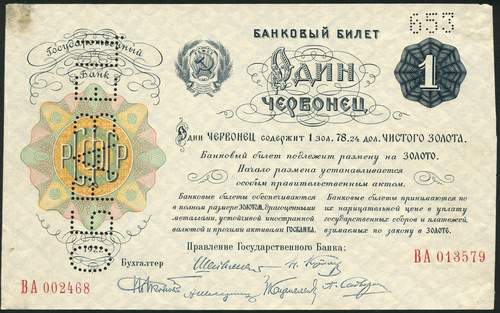 653
БАНКОВЫЙ БИЛЕТ
Государственный
Банк
ОДИН
ЧЕРВОНЕЦ
1
ОДИН ЧЕРВОНЕЦ СОДЕРЖИТ 1 ЗОЛ. 78,24 ДОЛ. ЧИСТОГО ЗОЛОТА.
Банковый билет подлежит размену на ЗОЛОТО.
Начало размена устанавливается
особым правительственным актом.
РСФСР
Банковые билеты обеспечиваются
в полном размере ЗОЛОТОМ, драгоценными
металлами, устойчивой иностранной
валютой и прочими активами ГОСБАНКА.
Банковые билеты принимаются по
их нарицательной цене в уплату
государственных сборов и платежей,
взимаемых по закону в ЗОЛОТЕ.
1922
Правление Государственного Банка:
Бухгалтер
ВА 013579
ВА 002468